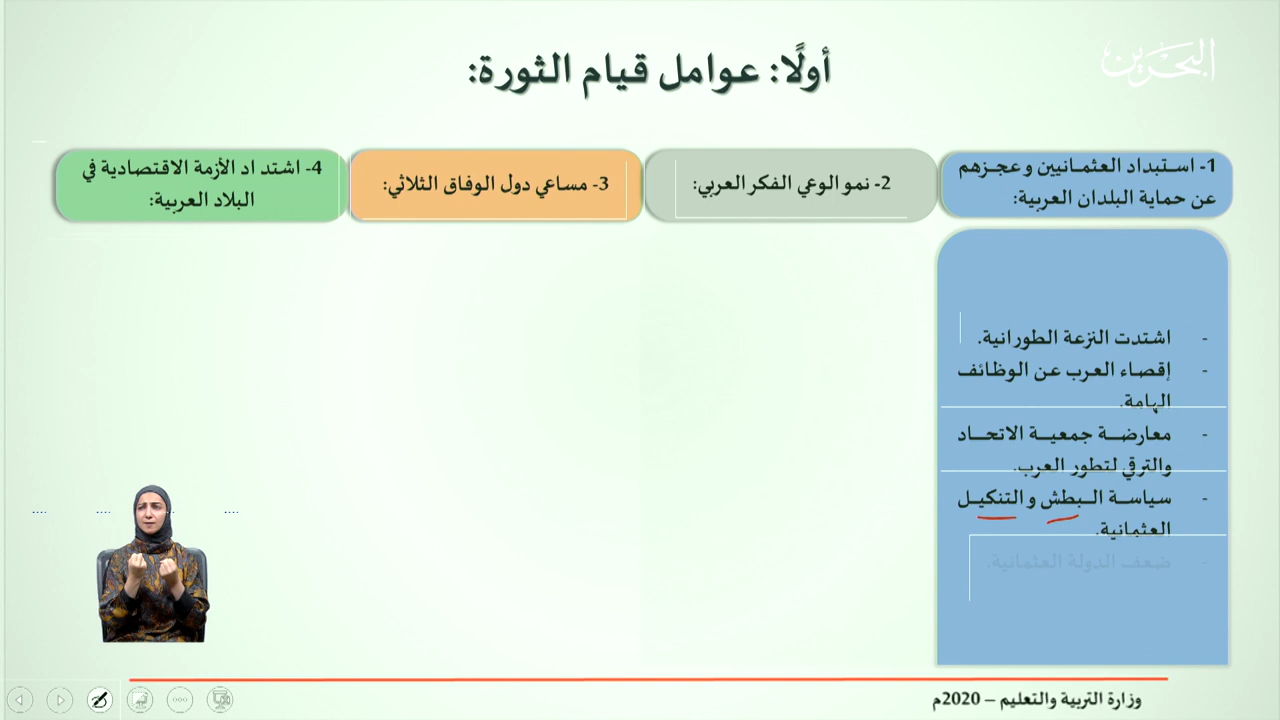 البحرين
أولًا: عوامل قيام الثورة:
1- استبداد العثمانيين وعجزهم
عن حماية البلدان العربية:
2- نمو الوعي الفكر العربي:
3- مساعي دول الوفاق الثلاثي:
4- اشتد اد الأزمة الاقتصادية في
البلاد العربية:
- اشتدت النزعة الطورانية.
- إقصاء العرب عن الوظائف
الهامة.
- معارضة جمعية الاتحاد
والترقي لتطور العرب.
- سياسة البطش والتنكيل
العثمانية.
- ضعف الدولة العثمانية.
وزارة التربية والتعليم – 2020م